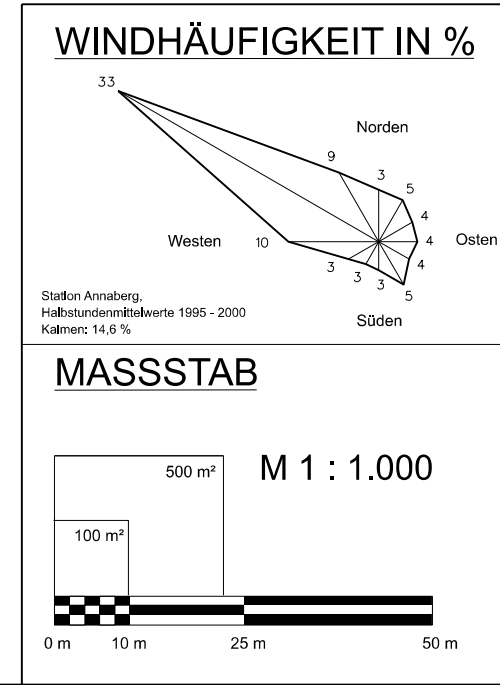 WINDHÄUFIGKEIT IN %
33
Norden
9
3
5
4
Westen
10
4
Osten
3
3
3
4
5
Station Annaberg,
Halbstundenmittelwerte 1995 - 2000
Kalmen: 14,6 %
Süden
MASSSTAB
500 m²
M 1 : 1.000
100 m²
0 m 10 m 25 m 50 m